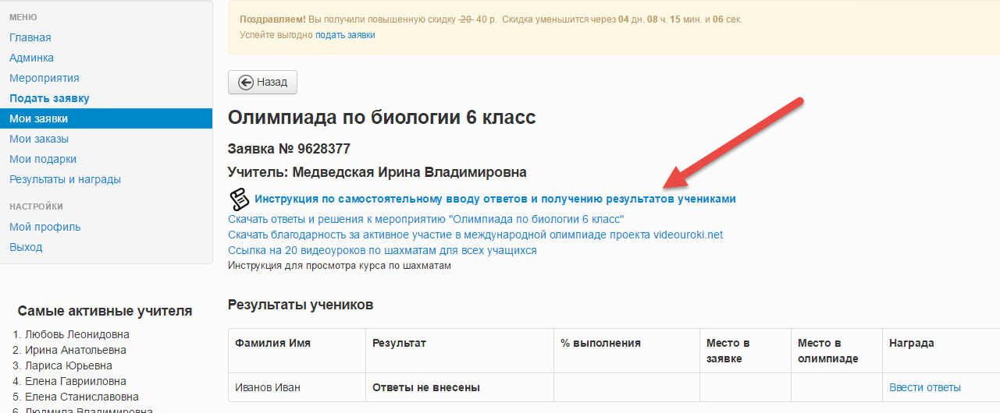 МЕНЮ
Главная
Админка
Мероприятия
Подать заявку
Мои заявки
Мои заказы
Мои подарки
Результаты и награды
НАСТРОЙКИ
Мой профиль
Выход
Самые активные учителя
1. Любовь Леонидовна
2. Ирина Анатольевна
3. Лариса Юрьевна
4. Елена Гаврииловна
5. Елена Станиславовна
6. Людмила Владимировна
Поздравляем! Вы получили повышенную скидку 20 40 р. Скидка уменьшится через 04 дн. 08 ч. 15 мин. и 06 сек.
Успейте выгодно подать заявки
Назад
Олимпиада по биологии 6 класс
Заявка № 9628377
Учитель: Медведская Ирина Владимировна
Инструкция по самостоятельному вводу ответов и получению результатов учениками
Скачать ответы и решения к мероприятию "Олимпиада по биологии 6 класс"
Скачать благодарность за активное участие в международной олимпиаде проекта videouroki.net
Ссылка на 20 видеоуроков по шахматам для всех учащихся
Инструкция для просмотра курса по шахматам
Результаты учеников
Фамилия Имя Результат % выполнения Место в заявке Место в олимпиаде Награда
Иванов Иван Ответы не внесены Ввести ответы